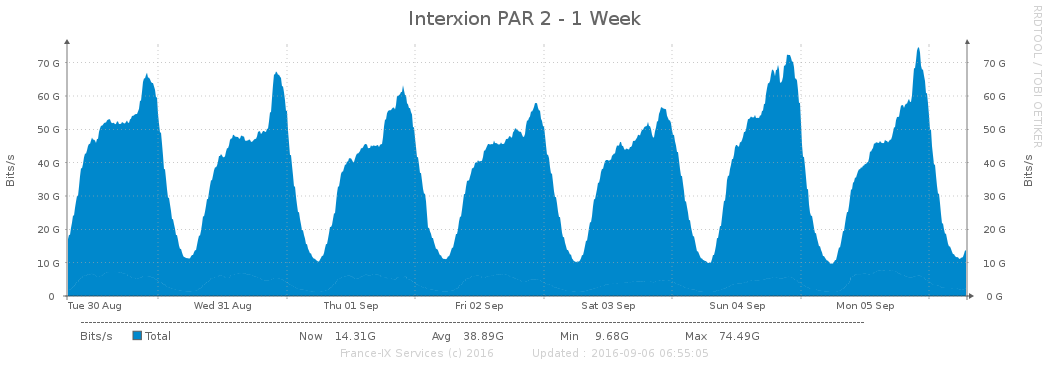 Interxion PAR 2 - 1 Week
RRDTOOL / TOBI OETIKER
Bits/s
Bits/s
70 G 70 G
60 G 60 G
50 G 50 G
40 G 40 G
30 G 30 G
20 G 20 G
10 G 10 G
0 0 G
Tue 30 Aug Wed 31 Aug Thu 01 Sep Fri 02 Sep Sat 03 Sep Sun 04 Sep Mon 05 Sep
Bits/s Total Now 14.31G Avg 38.89G Min 9.68G Max 74.49G
France-IX Services (c) 2016 Updated : 2016-09-06 06:55:05